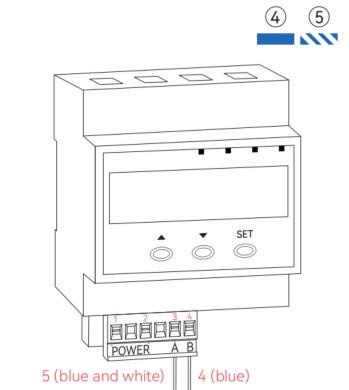 ④ ⑤
▲ ▼ SET
1 2 3 4
POWER A B
5 (blue and white) 4 (blue)